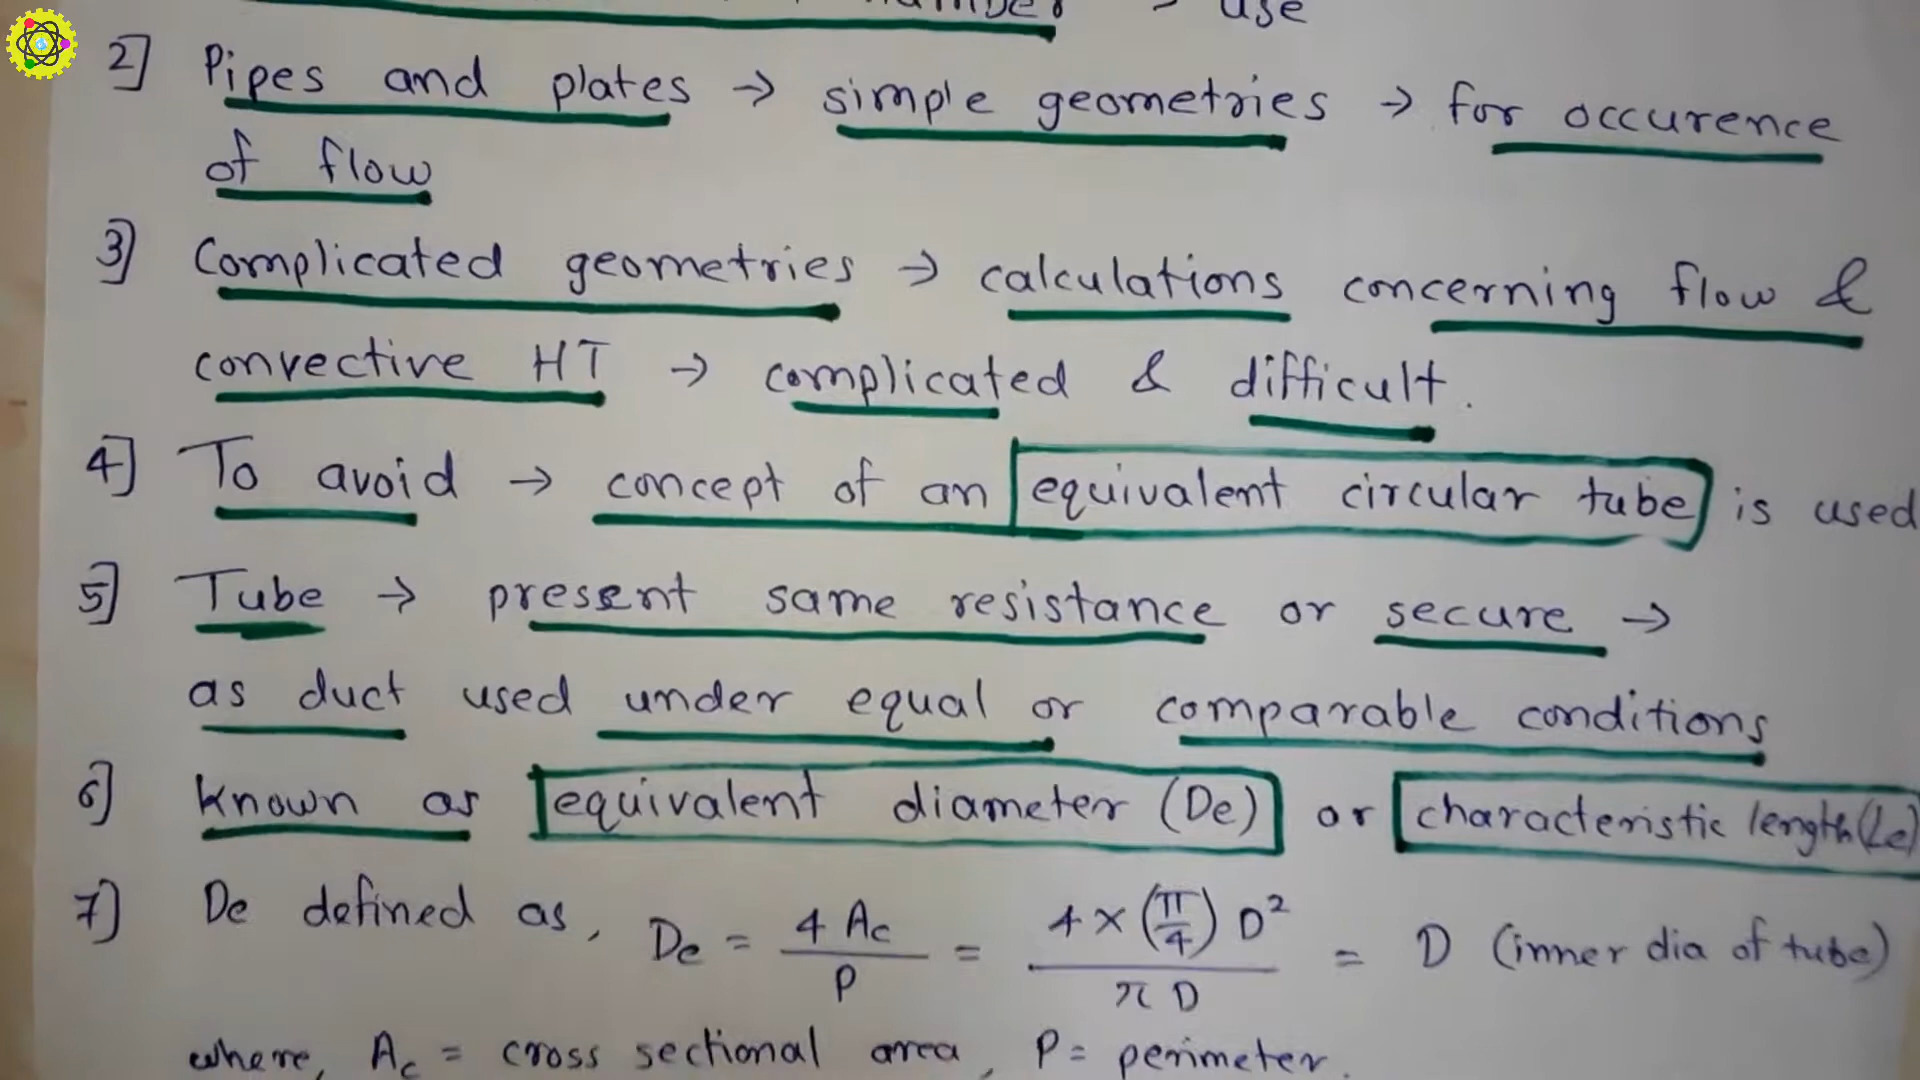 use
2] Pipes and plates → simple geometries → for occurence
of flow
3] Complicated geometries → calculations concerning flow &
convective HT → complicated & difficult.
4] To avoid → concept of an equivalent circular tube is used
5] Tube → present same resistance or secure →
as duct used under equal or comparable conditions
6] Known as equivalent diameter (De) or characteristic length (Le)
7] De defined as, De = 4 Ac / P = 4 × (π/4) D² / π D = D (inner dia of tube)
where, Ac = cross sectional area, P = perimeter.